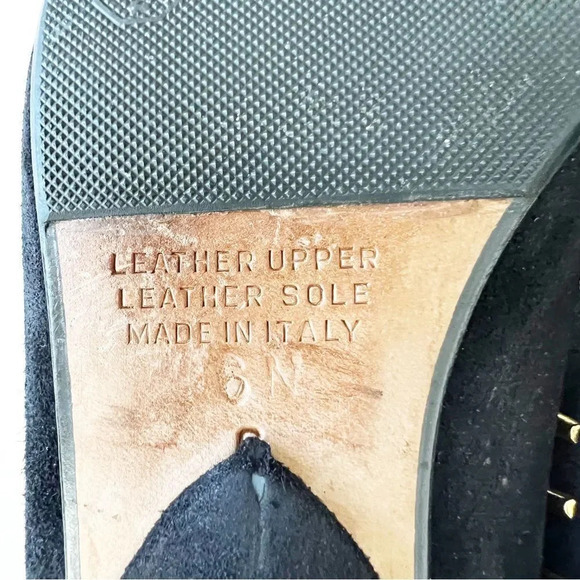 LEATHER UPPER
LEATHER SOLE
MADE IN ITALY
6 N